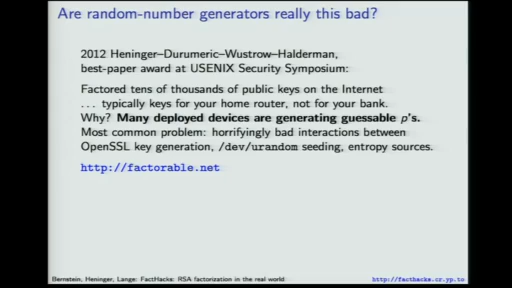 Are random-number generators really this bad?
2012 Heninger–Durumeric–Wustrow–Halderman,
best-paper award at USENIX Security Symposium:
Factored tens of thousands of public keys on the Internet
... typically keys for your home router, not for your bank.
Why? Many deployed devices are generating guessable p's.
Most common problem: horrifyingly bad interactions between
OpenSSL key generation, /dev/urandom seeding, entropy sources.
http://factorable.net
Bernstein, Heninger, Lange: FactHacks: RSA factorization in the real world
http://facthacks.cr.yp.to